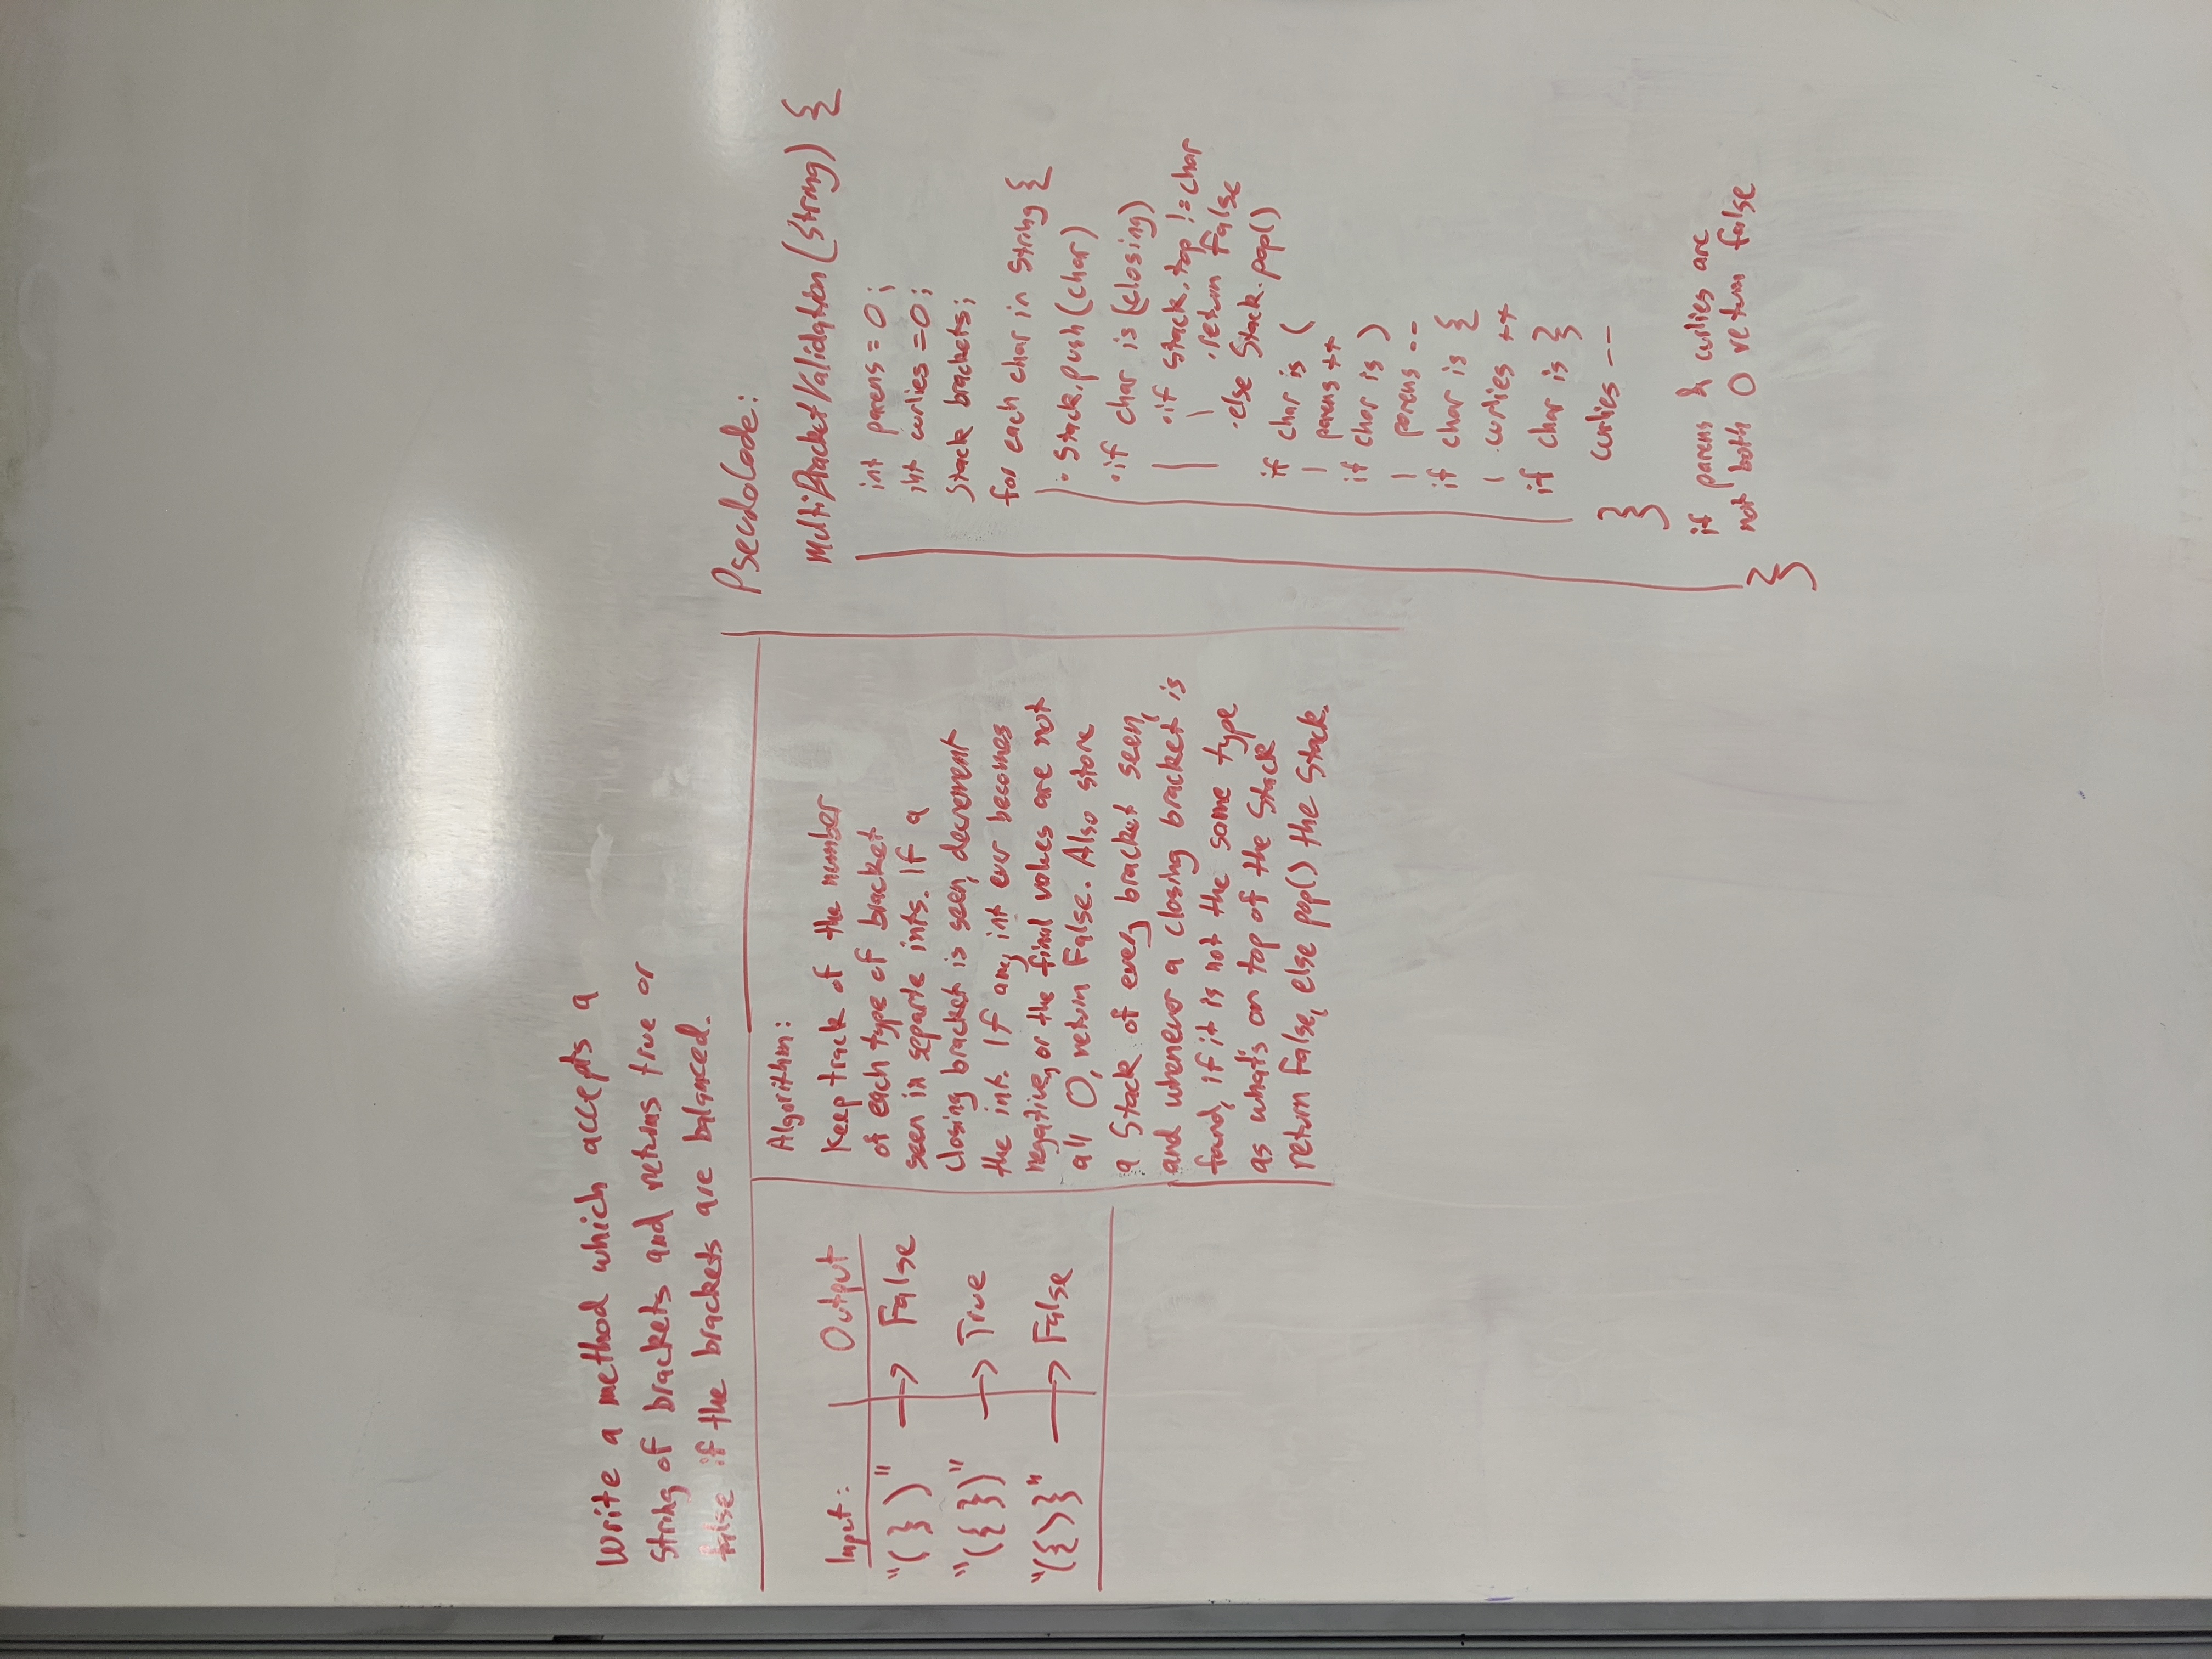 Write a method which accepts a
string of brackets and returns true or
false if the brackets are balanced.
Input: Output
"( } )" → False
"({ })" → True
"({)}" → False
Algorithm:
Keep track of the number
of each type of bracket
seen in separte ints. If a
closing bracket is seen, decrement
the int. If any int ever becomes
negative, or the final values are not
all 0, return False. Also store
a Stack of every bracket seen,
and whenever a closing bracket is
found, if it is not the same type
as what's on top of the Stack
return False, else pop() the Stack.
PseudoCode:
multiBracketValidation (String) {
int parens = 0;
int curlies = 0;
Stack brackets;
for each char in String {
· Stack.push(char)
· if char is (closing)
· if stack.top != char
· return False
· else Stack.pop()
if char is (
parens ++
if char is )
parens --
if char is {
curlies ++
if char is }
curlies --
}
if parens & curlies are
not both 0 return false
}